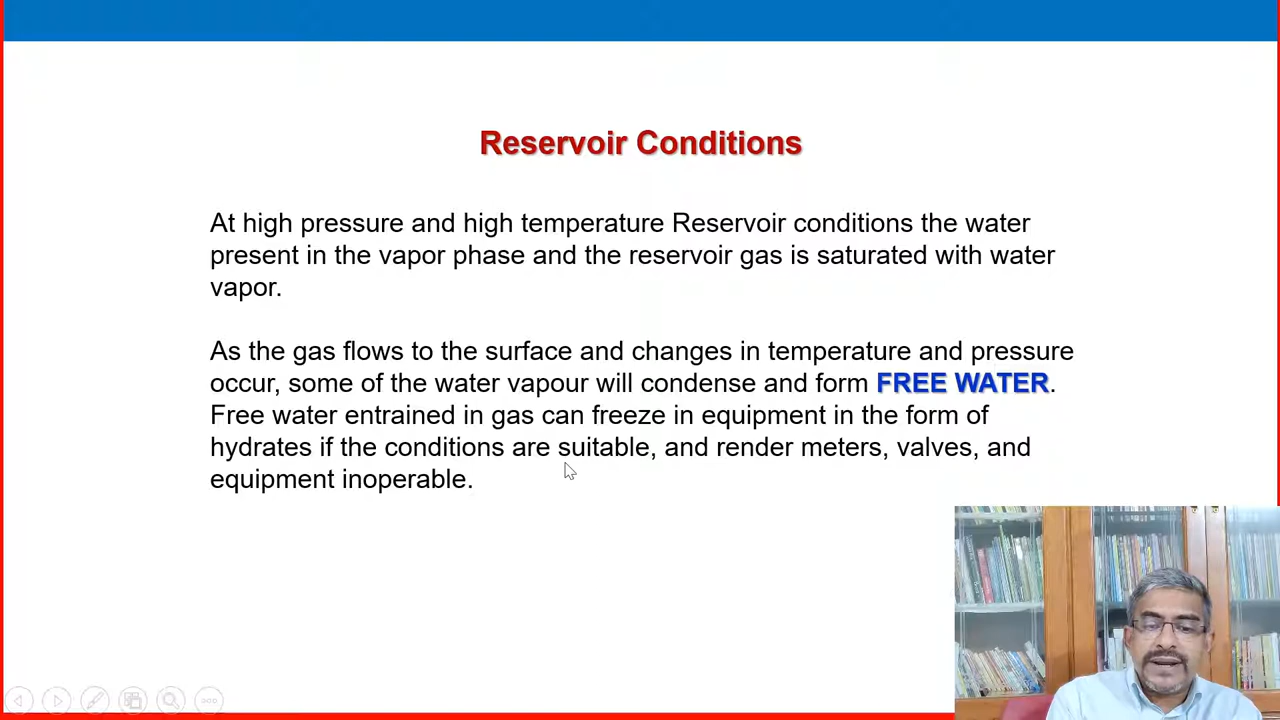 Reservoir Conditions
At high pressure and high temperature Reservoir conditions the water
present in the vapor phase and the reservoir gas is saturated with water
vapor.
As the gas flows to the surface and changes in temperature and pressure
occur, some of the water vapour will condense and form FREE WATER.
Free water entrained in gas can freeze in equipment in the form of
hydrates if the conditions are suitable, and render meters, valves, and
equipment inoperable.